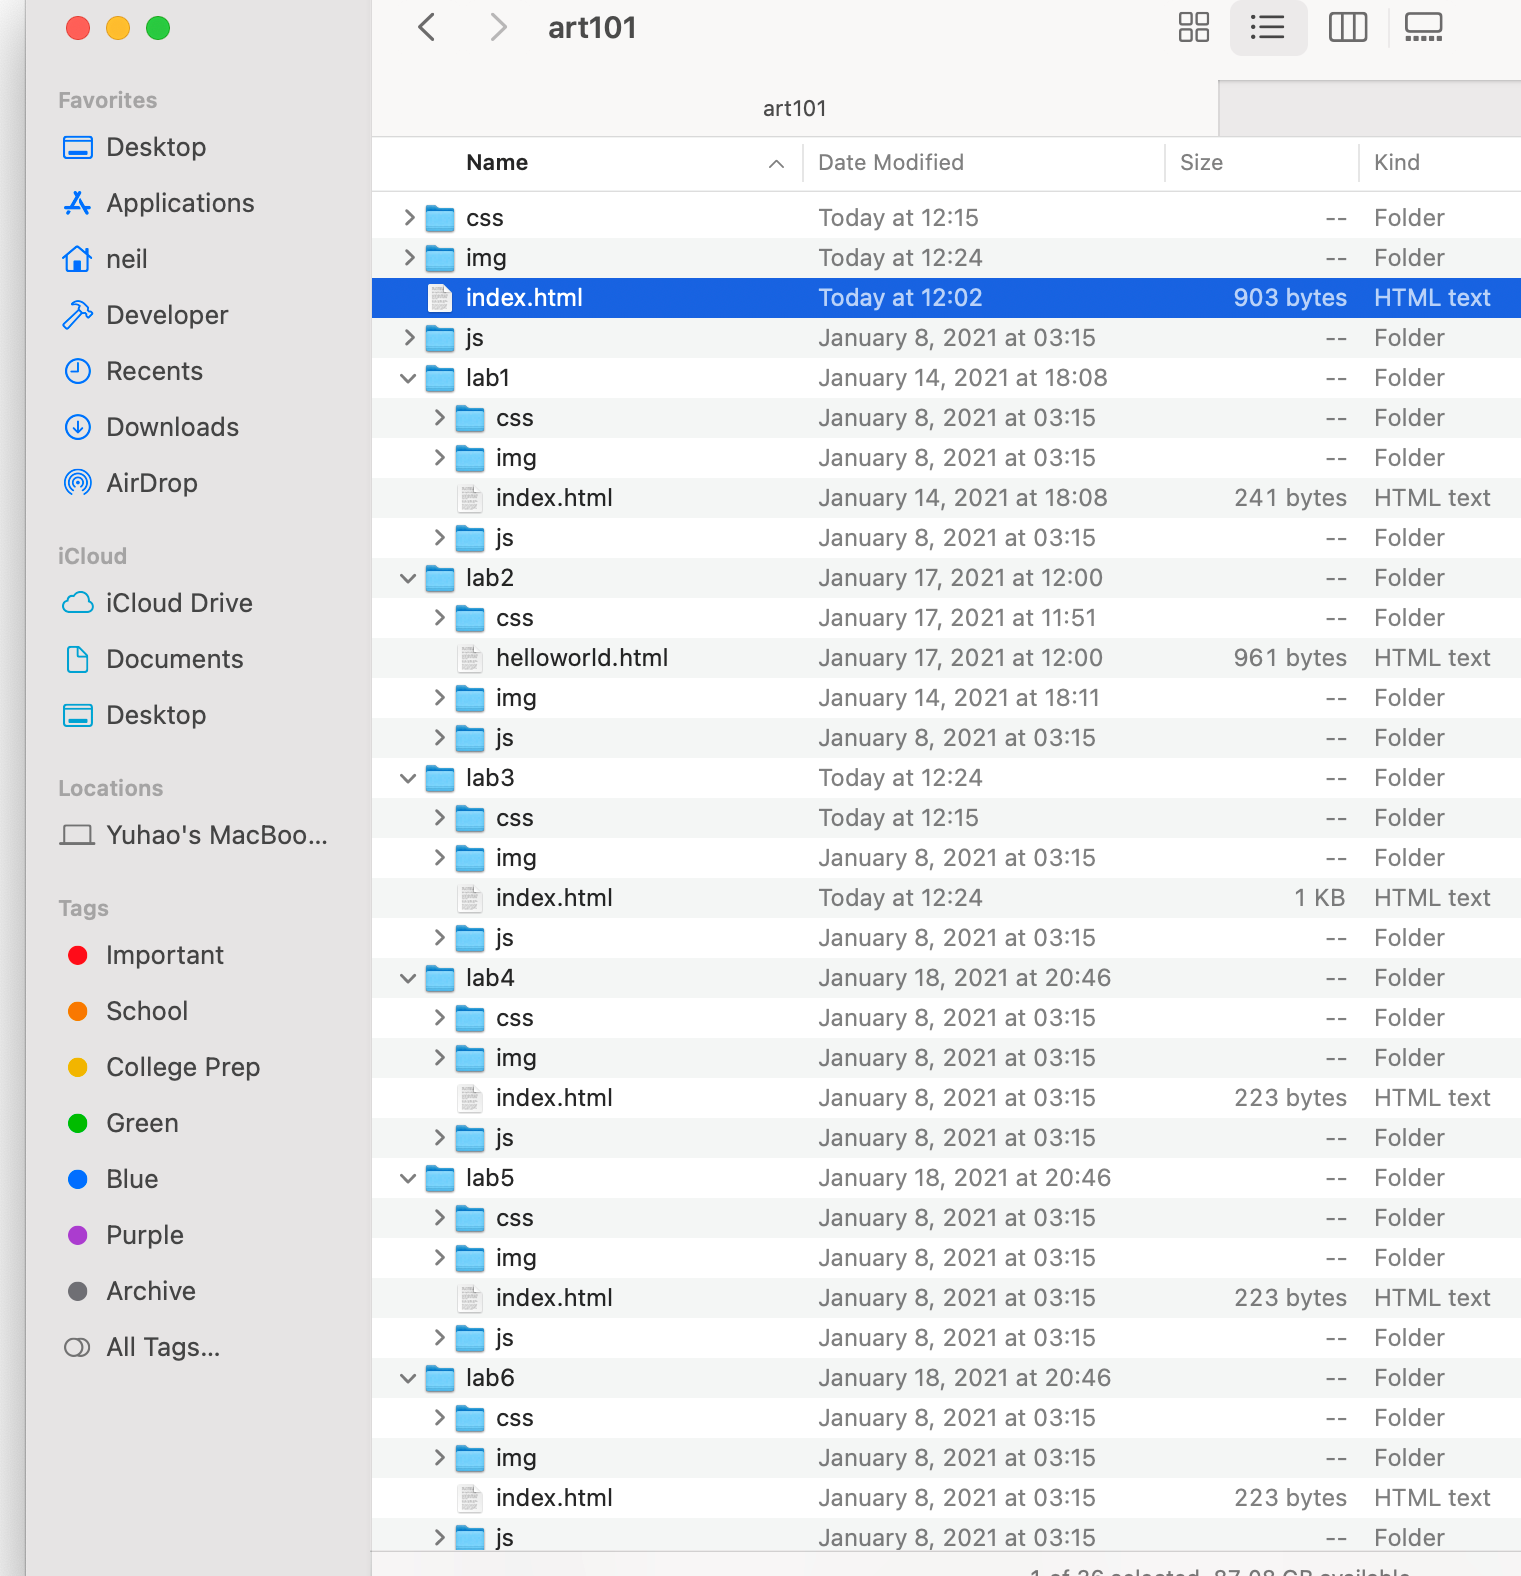 art101
Favorites
Desktop
Applications
neil
Developer
Recents
Downloads
AirDrop
iCloud
iCloud Drive
Documents
Desktop
Locations
Yuhao's MacBoo...
Tags
Important
School
College Prep
Green
Blue
Purple
Archive
All Tags...
art101
Name Date Modified Size Kind
css Today at 12:15 -- Folder
img Today at 12:24 -- Folder
index.html Today at 12:02 903 bytes HTML text
js January 8, 2021 at 03:15 -- Folder
lab1 January 14, 2021 at 18:08 -- Folder
css January 8, 2021 at 03:15 -- Folder
img January 8, 2021 at 03:15 -- Folder
index.html January 14, 2021 at 18:08 241 bytes HTML text
js January 8, 2021 at 03:15 -- Folder
lab2 January 17, 2021 at 12:00 -- Folder
css January 17, 2021 at 11:51 -- Folder
helloworld.html January 17, 2021 at 12:00 961 bytes HTML text
img January 14, 2021 at 18:11 -- Folder
js January 8, 2021 at 03:15 -- Folder
lab3 Today at 12:24 -- Folder
css Today at 12:15 -- Folder
img January 8, 2021 at 03:15 -- Folder
index.html Today at 12:24 1 KB HTML text
js January 8, 2021 at 03:15 -- Folder
lab4 January 18, 2021 at 20:46 -- Folder
css January 8, 2021 at 03:15 -- Folder
img January 8, 2021 at 03:15 -- Folder
index.html January 8, 2021 at 03:15 223 bytes HTML text
js January 8, 2021 at 03:15 -- Folder
lab5 January 18, 2021 at 20:46 -- Folder
css January 8, 2021 at 03:15 -- Folder
img January 8, 2021 at 03:15 -- Folder
index.html January 8, 2021 at 03:15 223 bytes HTML text
js January 8, 2021 at 03:15 -- Folder
lab6 January 18, 2021 at 20:46 -- Folder
css January 8, 2021 at 03:15 -- Folder
img January 8, 2021 at 03:15 -- Folder
index.html January 8, 2021 at 03:15 223 bytes HTML text
js January 8, 2021 at 03:15 -- Folder
1 of 36 selected, 87.08 GB available